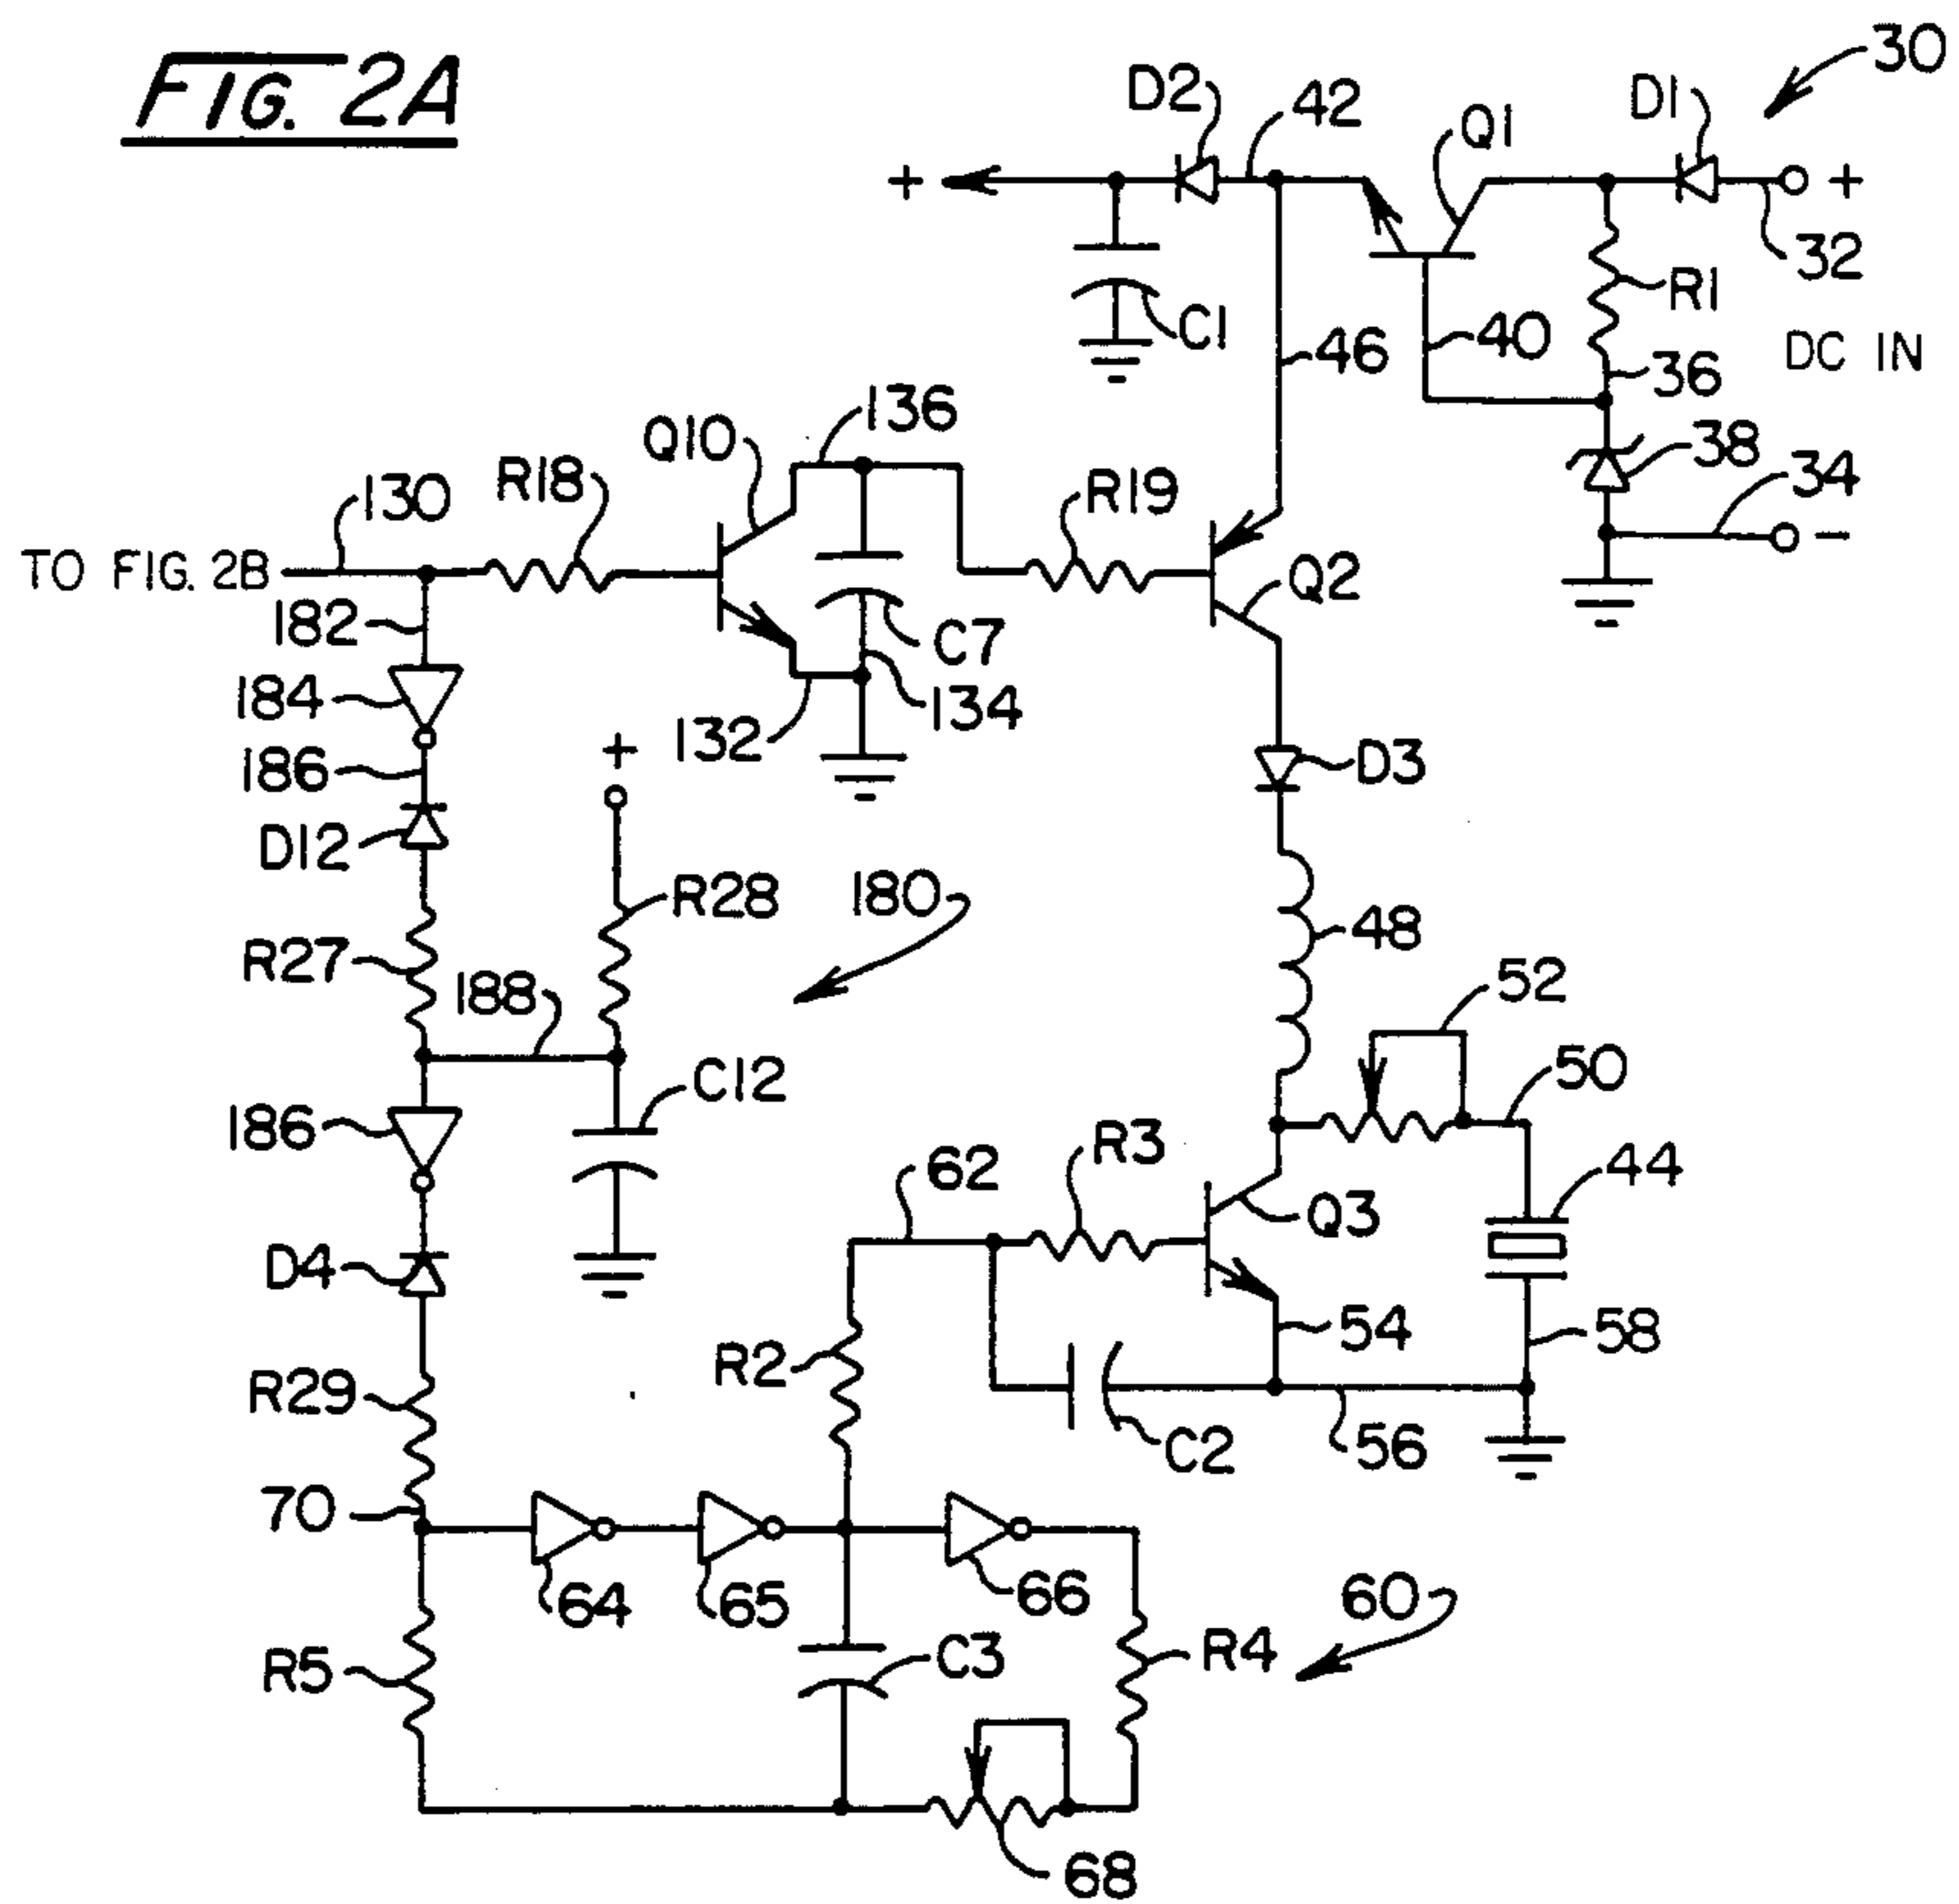 FIG. 2A
30
D2
42
Q1
D1
+
+
32
R1
C1
46
40
DC IN
36
136
Q10
38
R18
130
R19
34
−
TO FIG. 2B
Q2
182
C7
184
134
132
+
186
D3
D12
R28
180
48
R27
188
52
C12
50
186
R3
62
44
Q3
D4
54
58
R2
R29
C2
56
70
64
65
66
60
R5
C3
R4
68